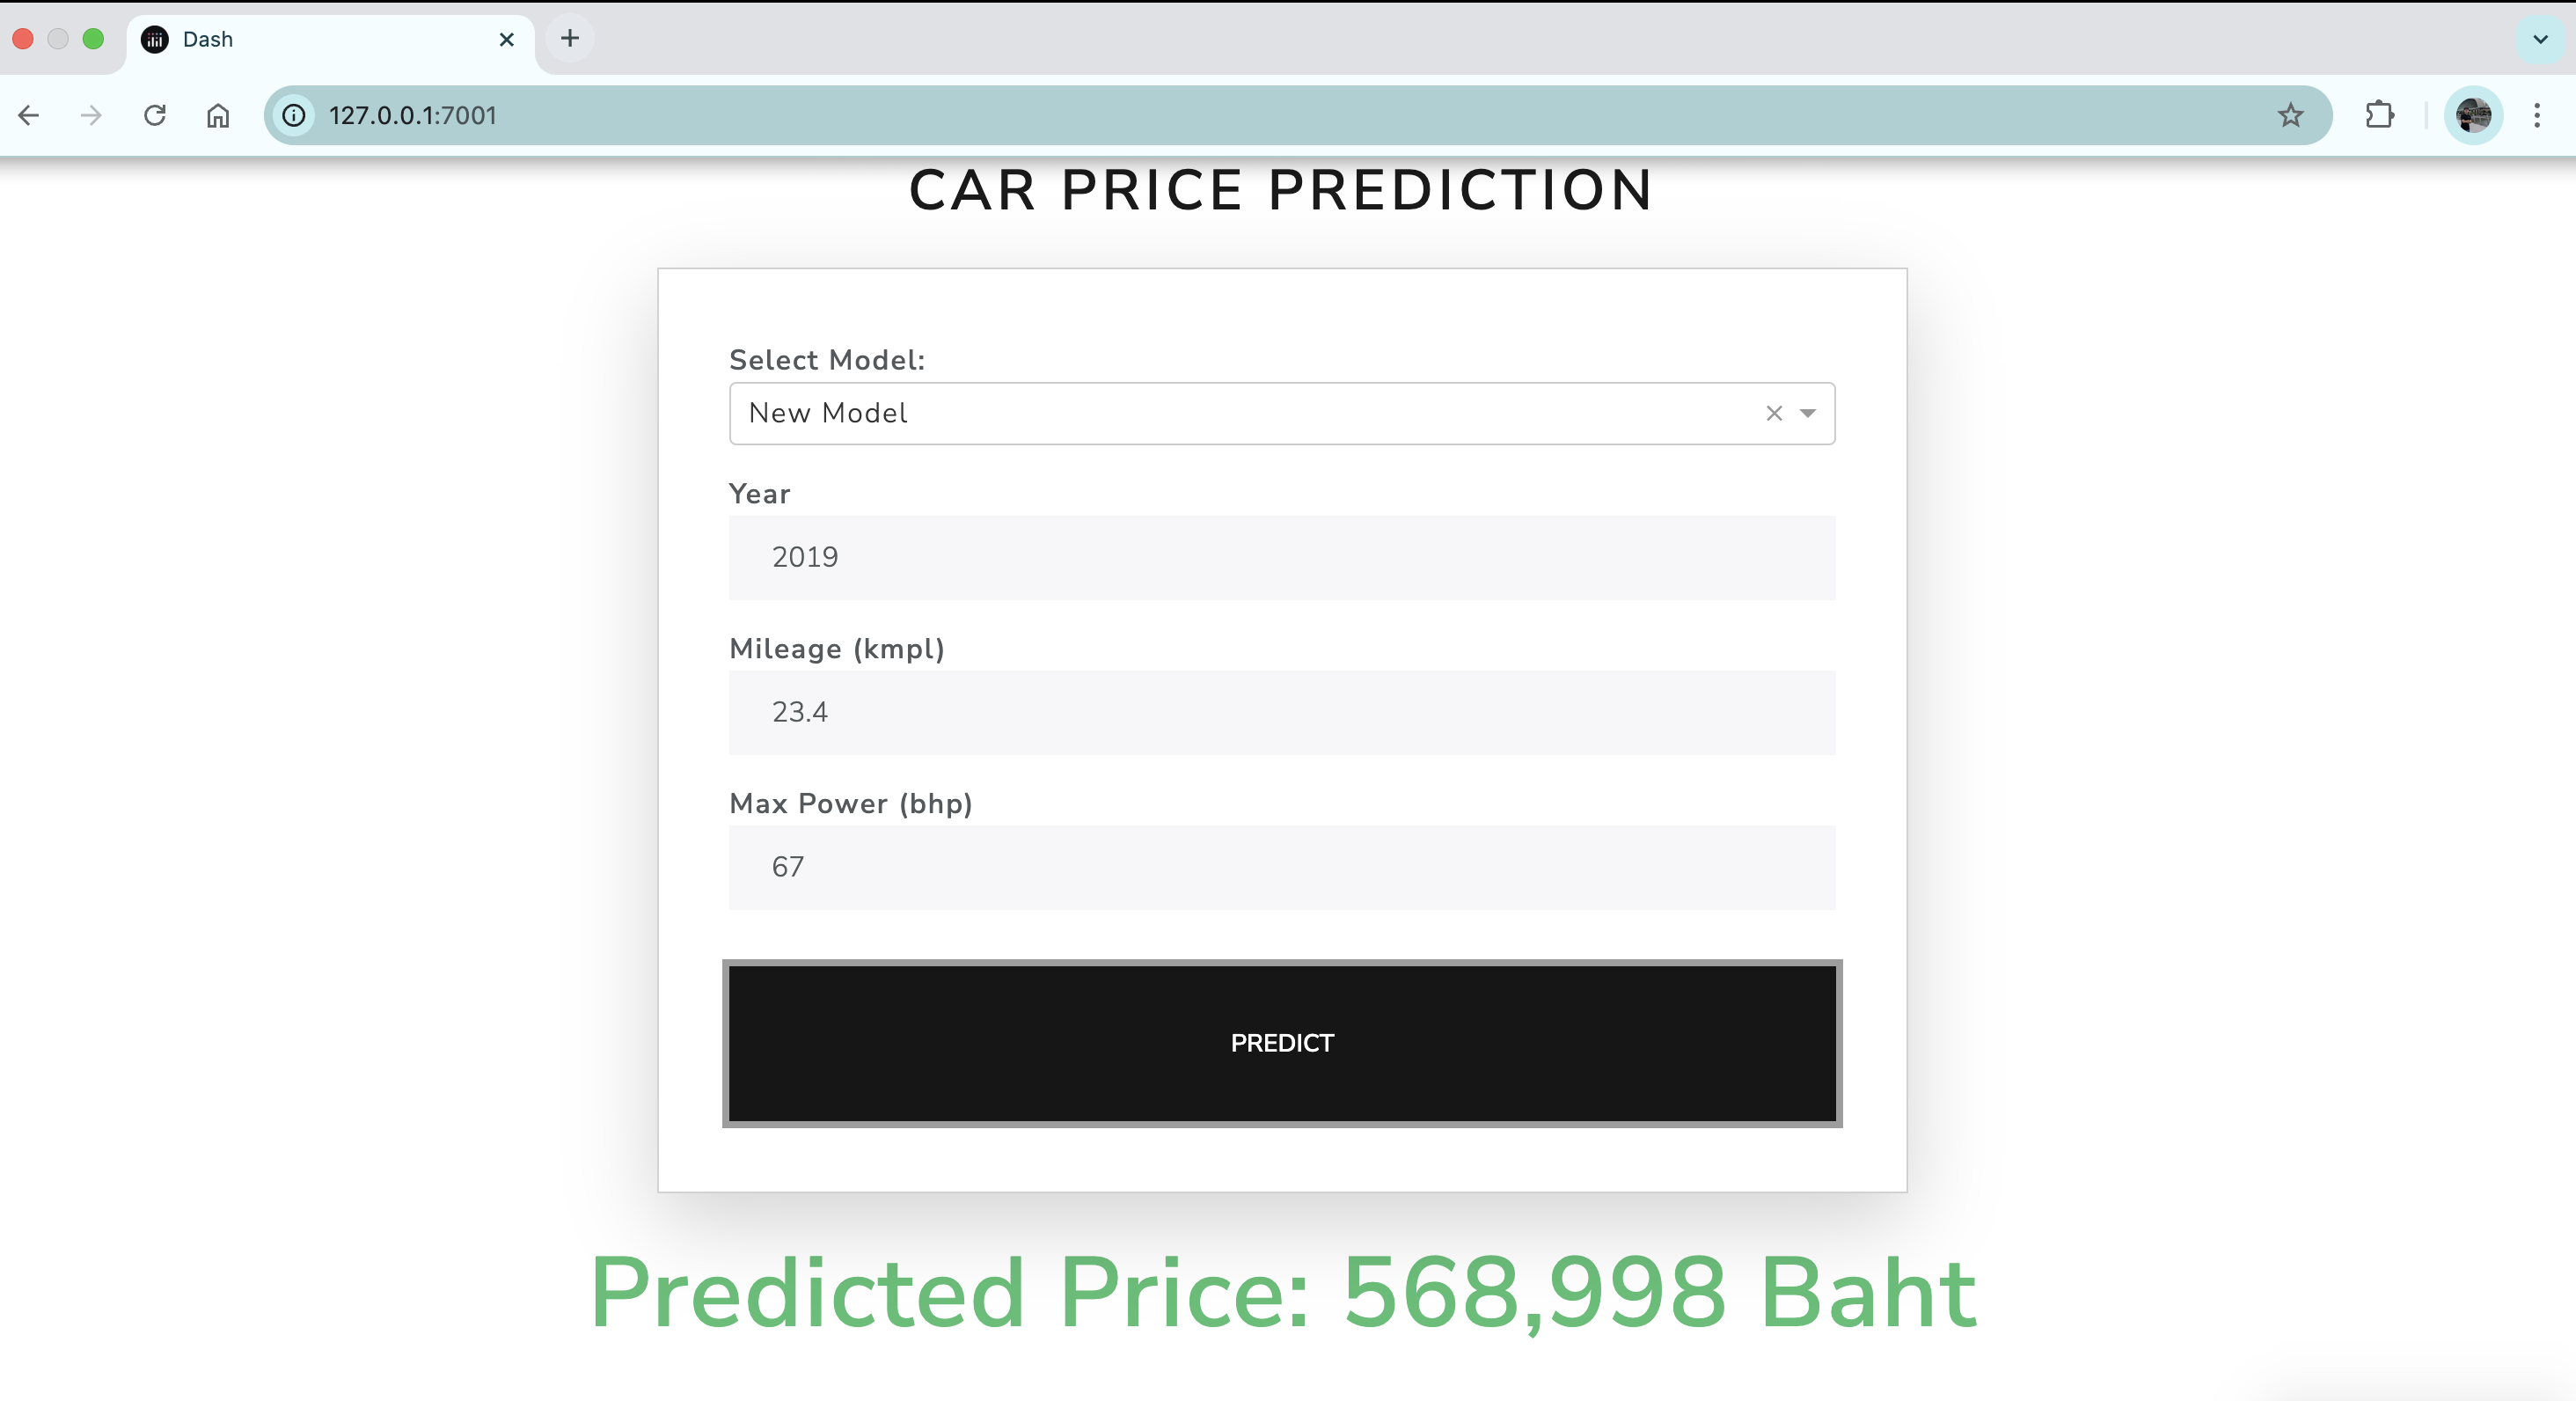 Dash
127.0.0.1:7001
CAR PRICE PREDICTION
Select Model:
New Model
Year
2019
Mileage (kmpl)
23.4
Max Power (bhp)
67
PREDICT
Predicted Price: 568,998 Baht